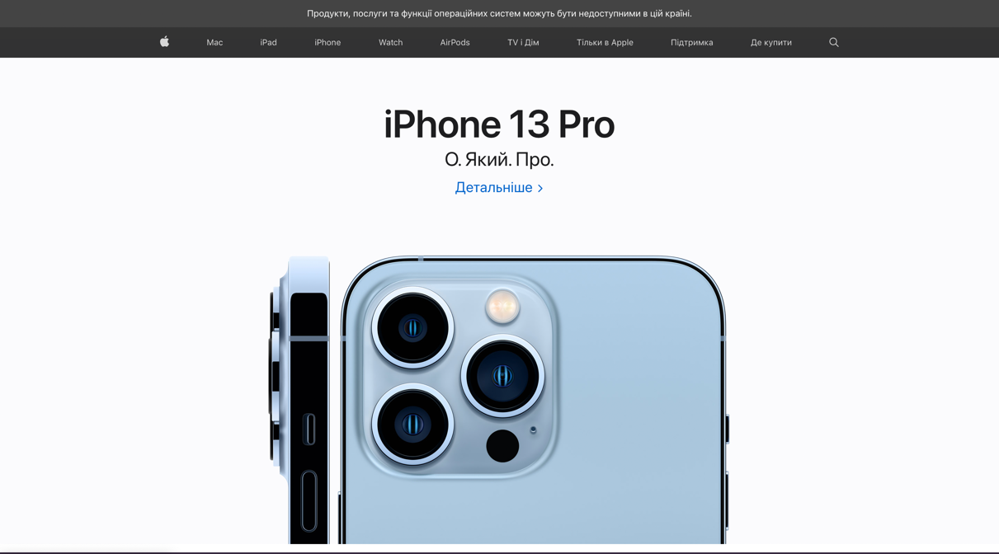 Продукти, послуги та функції операційних систем можуть бути недоступними в цій країні.
Mac iPad iPhone Watch AirPods TV і Дім Тільки в Apple Підтримка Де купити
iPhone 13 Pro
О. Який. Про.
Детальніше